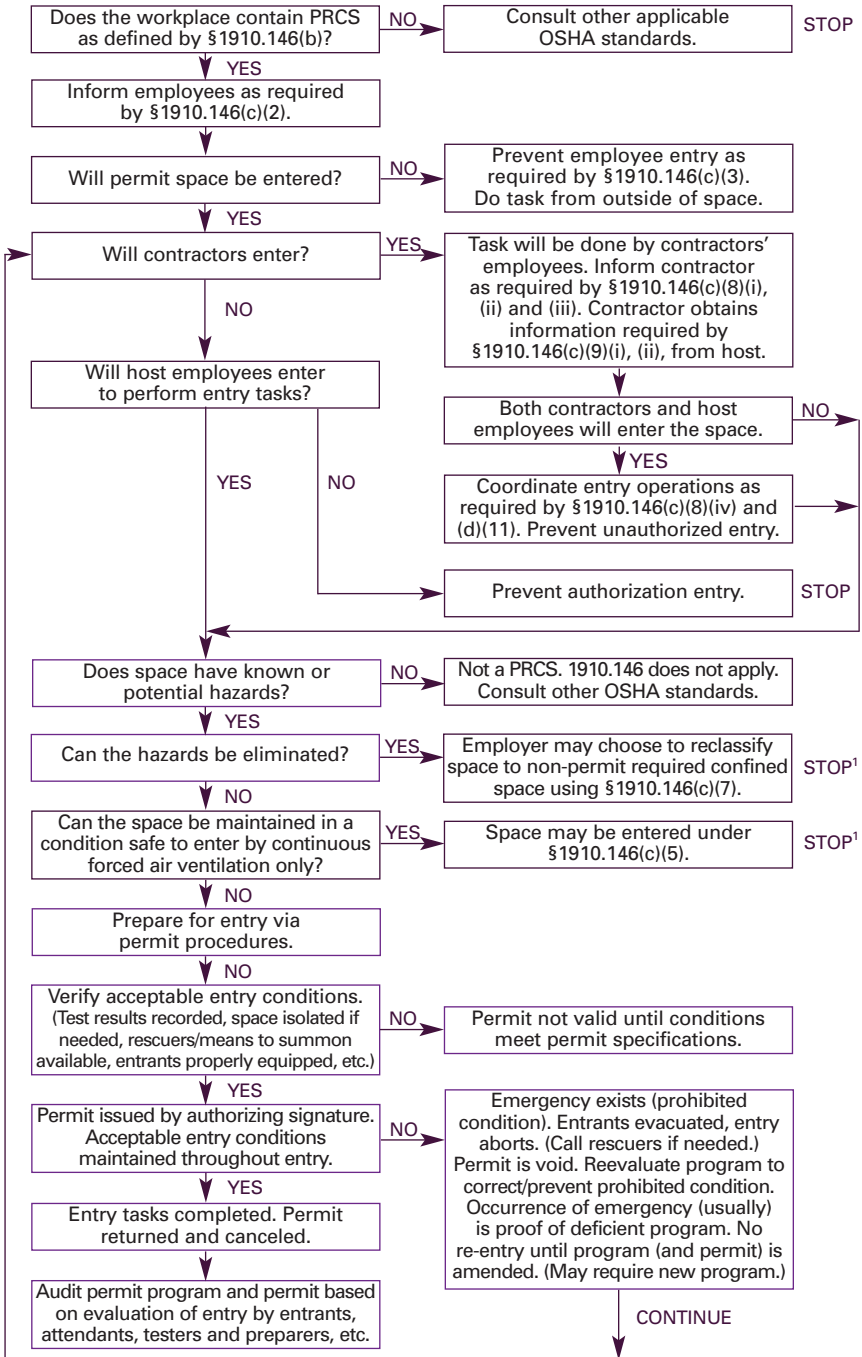 Does the workplace contain PRCS
as defined by §1910.146(b)?
NO
Consult other applicable
OSHA standards.
STOP
YES
Inform employees as required
by §1910.146(c)(2).
Will permit space be entered?
NO
Prevent employee entry as
required by §1910.146(c)(3).
Do task from outside of space.
YES
Will contractors enter?
YES
Task will be done by contractors’
employees. Inform contractor
as required by §1910.146(c)(8)(i),
(ii) and (iii). Contractor obtains
information required by
§1910.146(c)(9)(i), (ii), from host.
NO
Will host employees enter
to perform entry tasks?
Both contractors and host
employees will enter the space.
NO
YES
Coordinate entry operations as
required by §1910.146(c)(8)(iv) and
(d)(11). Prevent unauthorized entry.
YES
NO
Prevent authorization entry.
STOP
Does space have known or
potential hazards?
NO
Not a PRCS. 1910.146 does not apply.
Consult other OSHA standards.
YES
Can the hazards be eliminated?
YES
Employer may choose to reclassify
space to non-permit required confined
space using §1910.146(c)(7).
STOP¹
NO
Can the space be maintained in a
condition safe to enter by continuous
forced air ventilation only?
YES
Space may be entered under
§1910.146(c)(5).
STOP¹
NO
Prepare for entry via
permit procedures.
NO
Verify acceptable entry conditions.
(Test results recorded, space isolated if
needed, rescuers/means to summon
available, entrants properly equipped, etc.)
NO
Permit not valid until conditions
meet permit specifications.
YES
Permit issued by authorizing signature.
Acceptable entry conditions
maintained throughout entry.
NO
Emergency exists (prohibited
condition). Entrants evacuated, entry
aborts. (Call rescuers if needed.)
Permit is void. Reevaluate program to
correct/prevent prohibited condition.
Occurrence of emergency (usually)
is proof of deficient program. No
re-entry until program (and permit) is
amended. (May require new program.)
YES
Entry tasks completed. Permit
returned and canceled.
Audit permit program and permit based
on evaluation of entry by entrants,
attendants, testers and preparers, etc.
CONTINUE